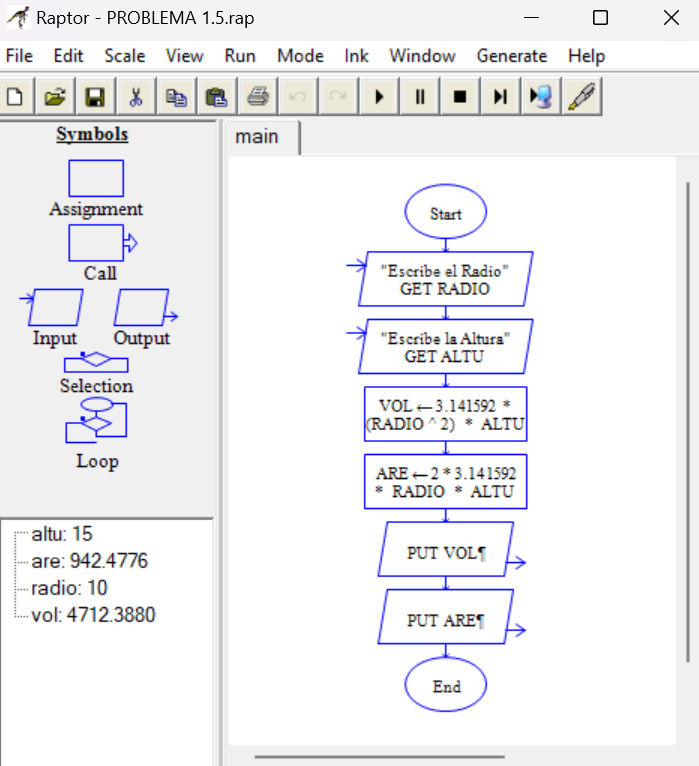 Raptor - PROBLEMA 1.5.rap
File Edit Scale View Run Mode Ink Window Generate Help
Symbols
Assignment
Call
Input Output
Selection
Loop
altu: 15
are: 942.4776
radio: 10
vol: 4712.3880
main
Start
"Escribe el Radio"
GET RADIO
"Escribe la Altura"
GET ALTU
VOL ← 3.141592 *
(RADIO ^ 2) * ALTU
ARE ← 2 * 3.141592
* RADIO * ALTU
PUT VOL¶
PUT ARE¶
End